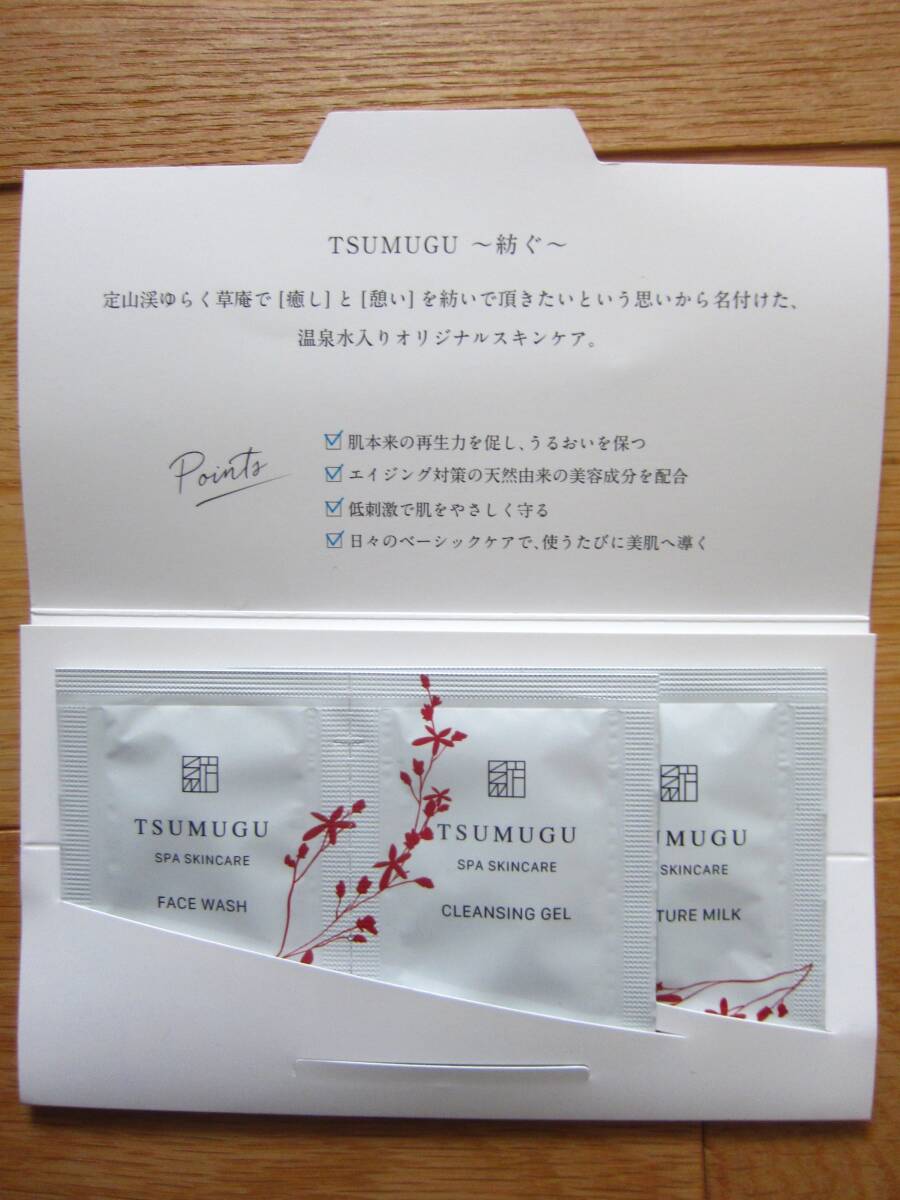 TSUMUGU ～紡ぐ～
定山渓ゆらく草庵で［癒し］と［憩い］を紡いで頂きたいという思いから名付けた、
温泉水入りオリジナルスキンケア。
Points
肌本来の再生力を促し、うるおいを保つ
エイジング対策の天然由来の美容成分を配合
低刺激で肌をやさしく守る
日々のベーシックケアで、使うたびに美肌へ導く
TSUMUGU
SPA SKINCARE
FACE WASH
TSUMUGU
SPA SKINCARE
CLEANSING GEL
UMUGU
SKINCARE
TURE MILK